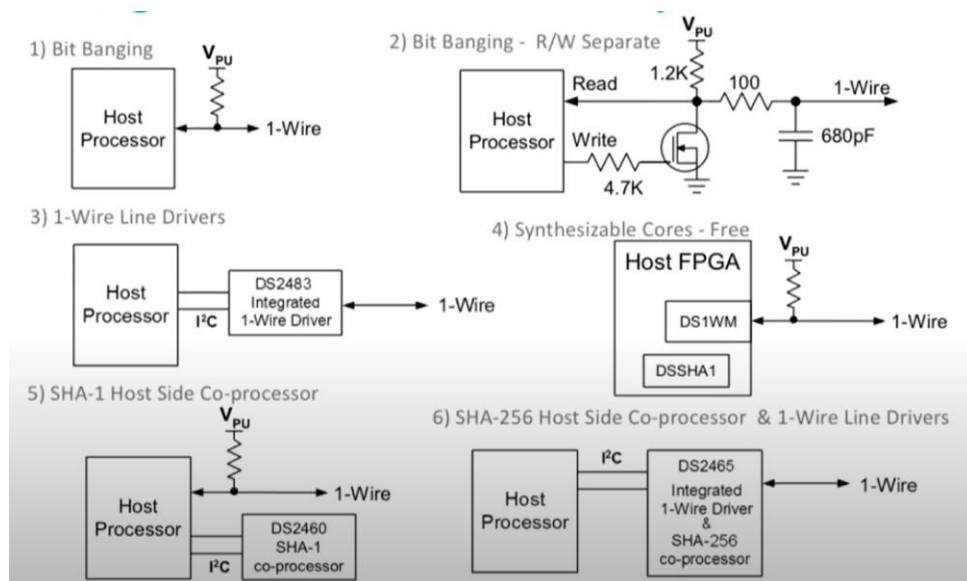 1) Bit Banging
VPU
Host
Processor
1-Wire
2) Bit Banging - R/W Separate
VPU
1.2K
100
1-Wire
Read
Host
Processor
Write
4.7K
680pF
3) 1-Wire Line Drivers
Host
Processor
I²C
DS2483
Integrated
1-Wire Driver
1-Wire
4) Synthesizable Cores - Free
Host FPGA
VPU
DS1WM
1-Wire
DSSHA1
5) SHA-1 Host Side Co-processor
VPU
Host
Processor
1-Wire
I²C
DS2460
SHA-1
co-processor
6) SHA-256 Host Side Co-processor & 1-Wire Line Drivers
Host
Processor
I²C
DS2465
Integrated
1-Wire Driver
&
SHA-256
co-processor
1-Wire